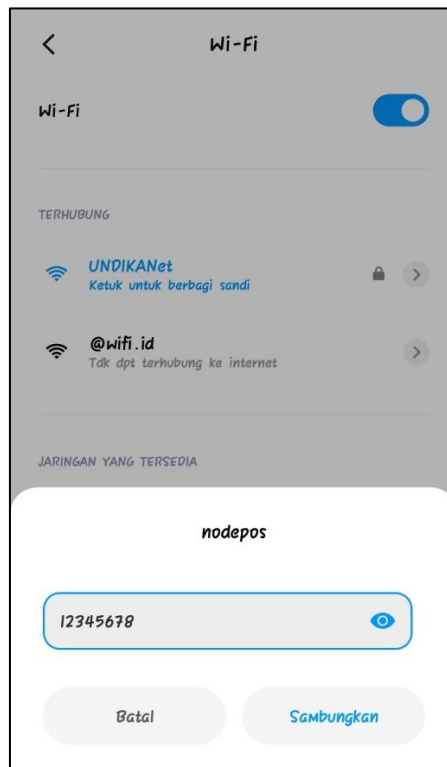 Wi-Fi
Wi-Fi
TERHUBUNG
UNDIKANet
Ketuk untuk berbagi sandi
@wifi.id
Tdk dpt terhubung ke internet
JARINGAN YANG TERSEDIA
nodepos
12345678
Batal
Sambungkan